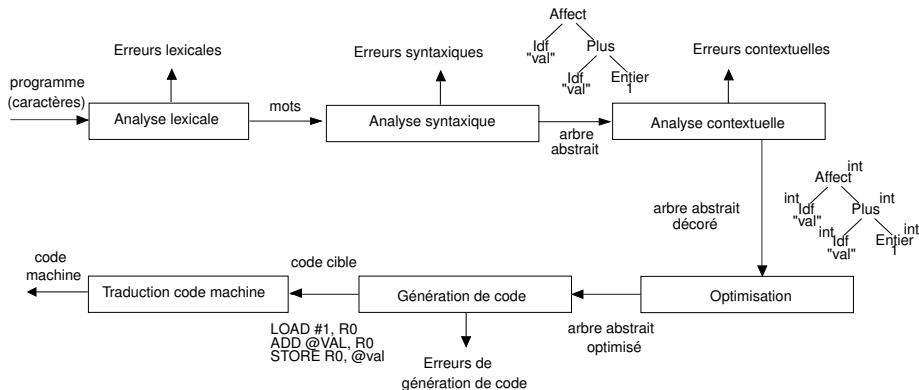 Affect
Idf
"val"
Plus
Idf
"val"
Entier
1
Erreurs lexicales
Erreurs syntaxiques
Erreurs contextuelles
programme
(caractères)
Analyse lexicale
mots
Analyse syntaxique
arbre
abstrait
Analyse contextuelle
arbre abstrait
décoré
Affect int
int Idf
"val"
Plus int
int Idf
"val"
Entier int
1
code
machine
Traduction code machine
code cible
Génération de code
arbre abstrait
optimisé
Optimisation
LOAD #1, R0
ADD @VAL, R0
STORE R0, @val
Erreurs de
génération de code